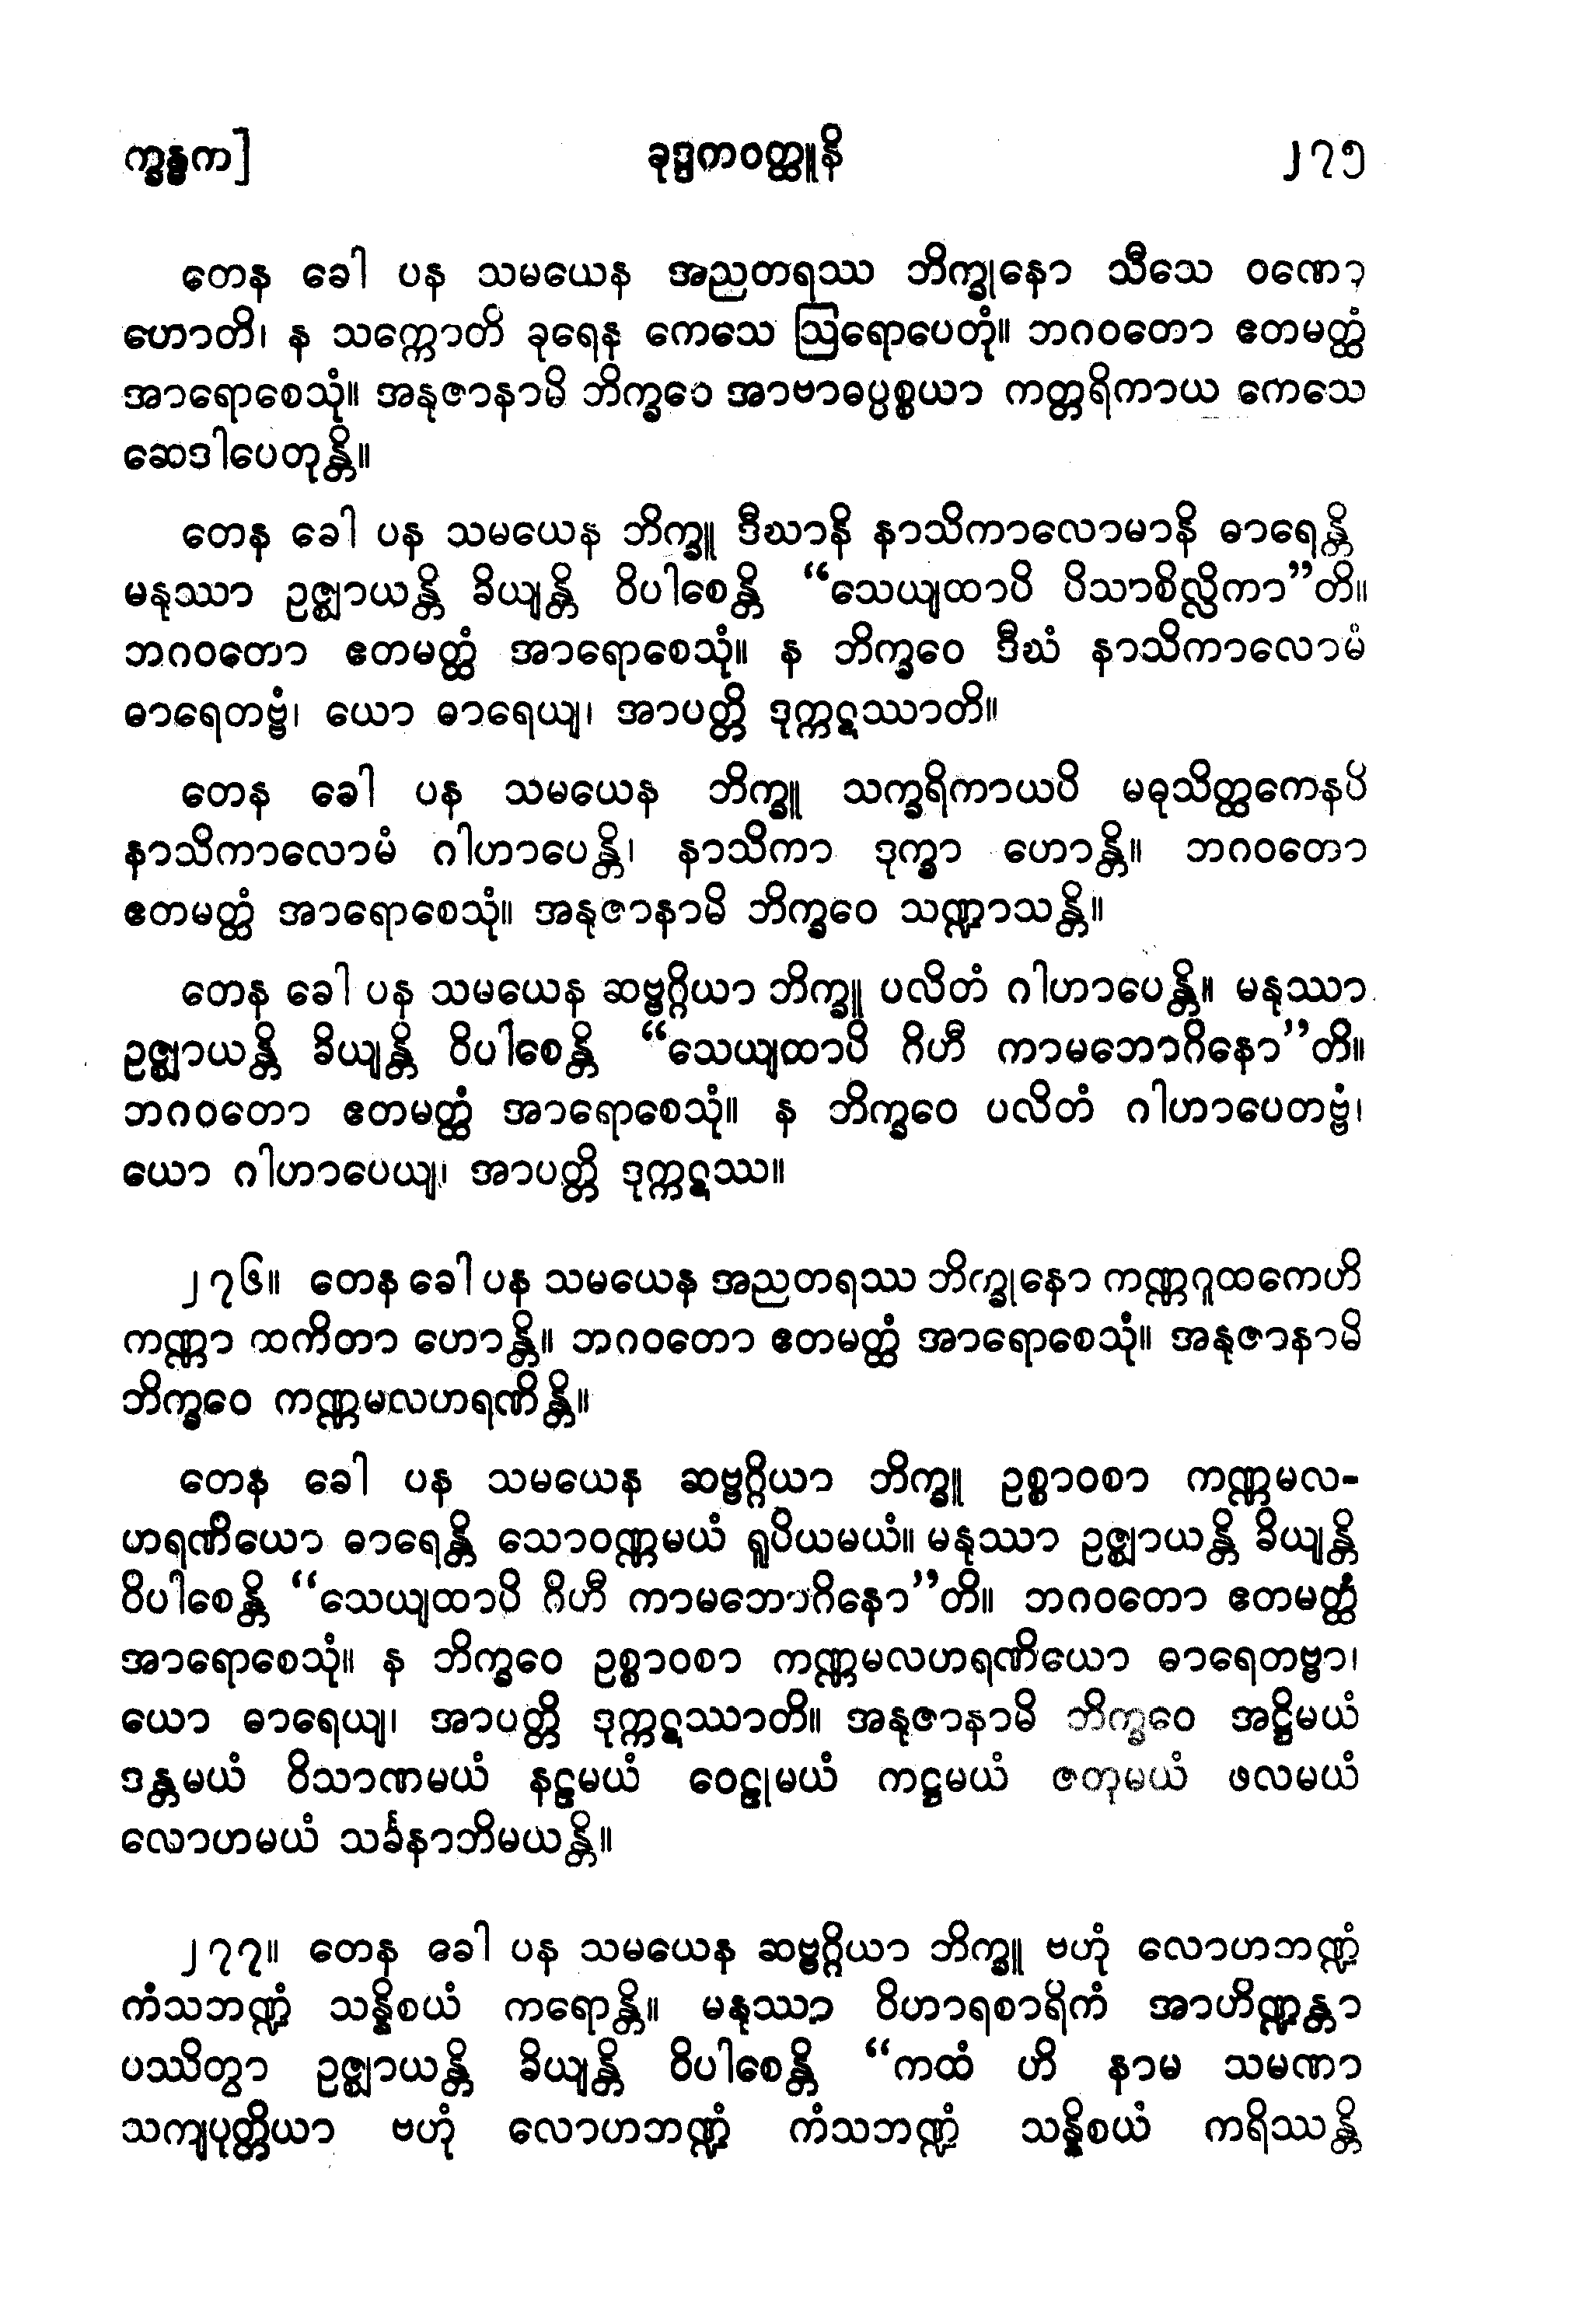 က္ခန္ဓက]
ခုဒ္ဒကဝတ္ထူနိ
၂၇၅
တေန ခေါ ပန သမယေန အညတရဿ ဘိက္ခုနော သီသေ ဝဏော
ဟောတိ၊ န သက္ကောတိ ခုရေန ကေသေ ဩရောပေတုံ။ ဘဂဝတော ဧတမတ္ထံ
အာရောစေသုံ။ အနုဇာနာမိ ဘိက္ခဝေ အာဗာဓပ္ပစ္စယာ ကတ္တရိကာယ ကေသေ
ဆေဒါပေတုန္တိ။
တေန ခေါ ပန သမယေန ဘိက္ခူ ဒီဃာနိ နာသိကာလောမာနိ ဓာရေန္တိ
မနုဿာ ဥဇ္ဈာယန္တိ ခိယျန္တိ ဝိပါစေန္တိ “သေယျထာပိ ပိသာစိလ္လိကာ”တိ။
ဘဂဝတော ဧတမတ္ထံ အာရောစေသုံ။ န ဘိက္ခဝေ ဒီဃံ နာသိကာလောမံ
ဓာရေတဗ္ဗံ၊ ယော ဓာရေယျ၊ အာပတ္တိ ဒုက္ကဋဿာတိ။
တေန ခေါ ပန သမယေန ဘိက္ခူ သက္ခရိကာယပိ မဓုသိတ္ထကေနပိ
နာသိကာလောမံ ဂါဟာပေန္တိ၊ နာသိကာ ဒုက္ခာ ဟောန္တိ။ ဘဂဝတော
ဧတမတ္ထံ အာရောစေသုံ။ အနုဇာနာမိ ဘိက္ခဝေ သဏ္ဍာသန္တိ။
တေန ခေါ ပန သမယေန ဆဗ္ဗဂ္ဂိယာ ဘိက္ခူ ပလိတံ ဂါဟာပေန္တိ။ မနုဿာ
ဥဇ္ဈာယန္တိ ခိယျန္တိ ဝိပါစေန္တိ “သေယျထာပိ ဂိဟီ ကာမဘောဂိနော”တိ။
ဘဂဝတော ဧတမတ္ထံ အာရောစေသုံ။ န ဘိက္ခဝေ ပလိတံ ဂါဟာပေတဗ္ဗံ၊
ယော ဂါဟာပေယျ၊ အာပတ္တိ ဒုက္ကဋဿ။
၂၇၆။ တေန ခေါ ပန သမယေန အညတရဿ ဘိက္ခုနော ကဏ္ဏဂူထကေဟိ
ကဏ္ဏာ ထကိတာ ဟောန္တိ။ ဘဂဝတော ဧတမတ္ထံ အာရောစေသုံ။ အနုဇာနာမိ
ဘိက္ခဝေ ကဏ္ဏမလဟရဏိန္တိ။
တေန ခေါ ပန သမယေန ဆဗ္ဗဂ္ဂိယာ ဘိက္ခူ ဥစ္စာဝစာ ကဏ္ဏမလ-
ဟရဏိယော ဓာရေန္တိ သောဝဏ္ဏမယံ ရူပိယမယံ။ မနုဿာ ဥဇ္ဈာယန္တိ ခိယျန္တိ
ဝိပါစေန္တိ “သေယျထာပိ ဂိဟီ ကာမဘောဂိနော”တိ။ ဘဂဝတော ဧတမတ္ထံ
အာရောစေသုံ။ န ဘိက္ခဝေ ဥစ္စာဝစာ ကဏ္ဏမလဟရဏိယော ဓာရေတဗ္ဗာ၊
ယော ဓာရေယျ၊ အာပတ္တိ ဒုက္ကဋဿာတိ။ အနုဇာနာမိ ဘိက္ခဝေ အဋ္ဌိမယံ
ဒန္တမယံ ဝိသာဏမယံ နဠမယံ ဝေဠုမယံ ကဋ္ဌမယံ ဇတုမယံ ဖလမယံ
လောဟမယံ သင်္ခနာဘိမယန္တိ။
၂၇၇။ တေန ခေါ ပန သမယေန ဆဗ္ဗဂ္ဂိယာ ဘိက္ခူ ဗဟုံ လောဟဘဏ္ဍံ
ကံသဘဏ္ဍံ သန္နိစယံ ကရောန္တိ။ မနုဿာ ဝိဟာရစာရိကံ အာဟိဏ္ဍန္တာ
ပဿိတွာ ဥဇ္ဈာယန္တိ ခိယျန္တိ ဝိပါစေန္တိ “ကထံ ဟိ နာမ သမဏာ
သကျပုတ္တိယာ ဗဟုံ လောဟဘဏ္ဍံ ကံသဘဏ္ဍံ သန္နိစယံ ကရိဿန္တိ